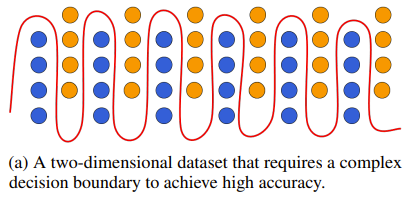 (a) A two-dimensional dataset that requires a complex
decision boundary to achieve high accuracy.